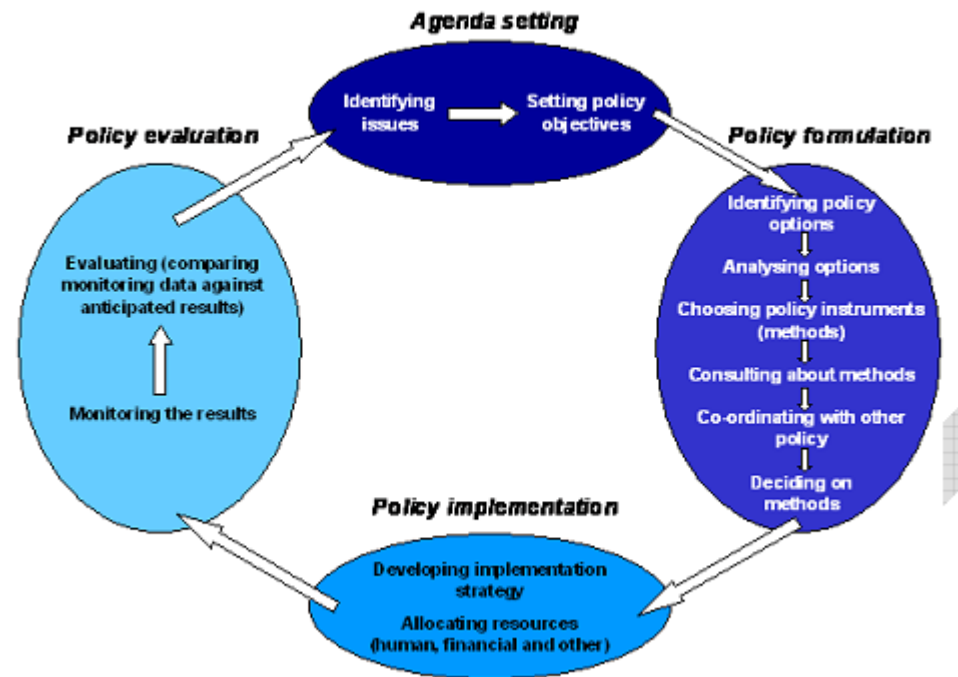 Agenda setting
Identifying
issues
Setting policy
objectives
Policy evaluation
Policy formulation
Identifying policy
options
Analysing options
Choosing policy instruments
(methods)
Consulting about methods
Co-ordinating with other
policy
Deciding on
methods
Evaluating (comparing
monitoring data against
anticipated results)
Monitoring the results
Policy implementation
Developing implementation
strategy
Allocating resources
(human, financial and other)